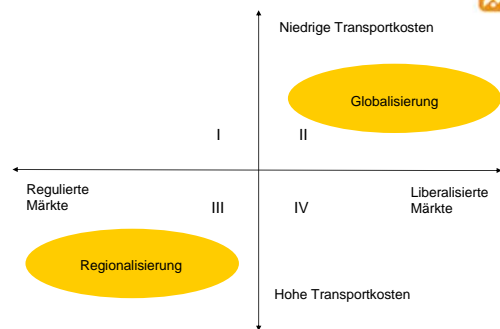 Niedrige Transportkosten
Globalisierung
I
II
Regulierte
Märkte
Liberalisierte
Märkte
III
IV
Regionalisierung
Hohe Transportkosten